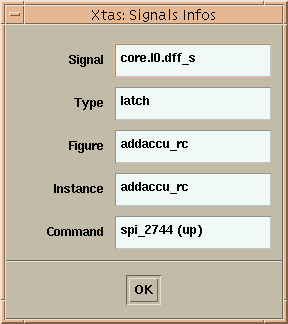 Xtas: Signals Infos
Signal core.l0.dff_s
Type latch
Figure addaccu_rc
Instance addaccu_rc
Command spi_2744 (up)
OK